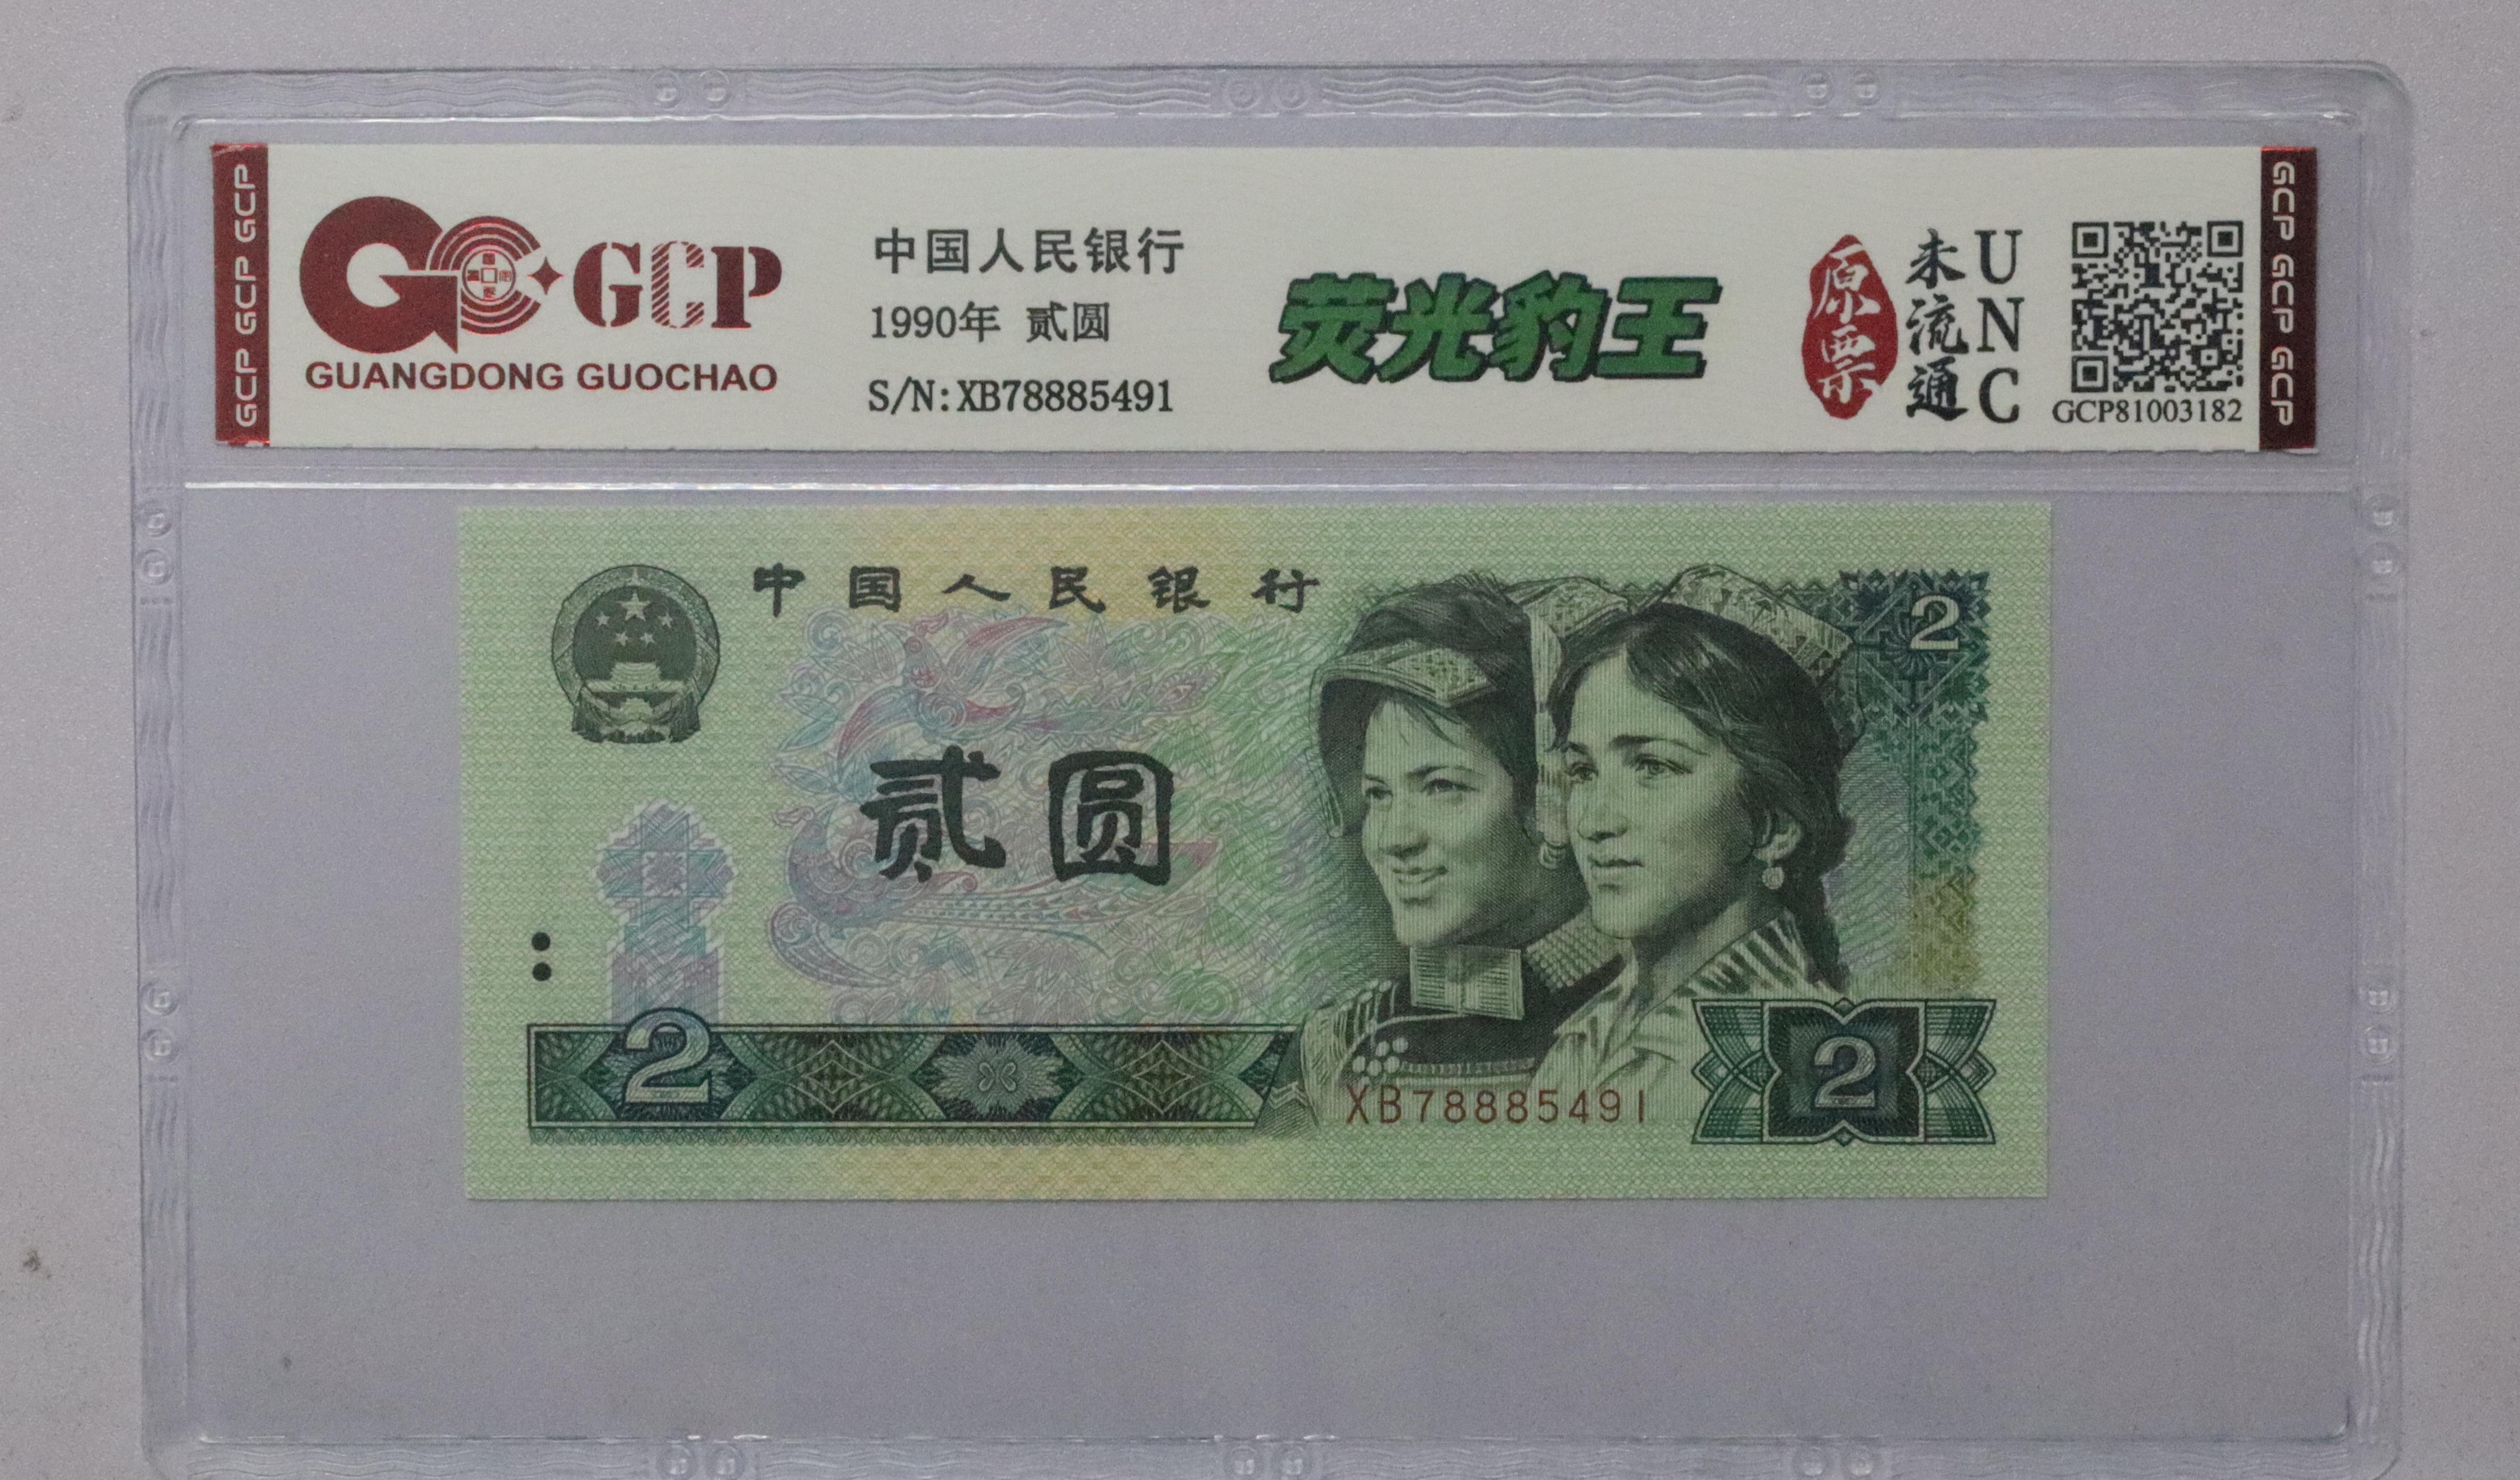 GCP GCP GCP
GCP
GUANGDONG GUOCHAO
中国人民银行
1990年 贰圆
S/N:XB78885491
荧光豹王
原票
未流通
UNC
GCP81003182
GCP GCP GCP
中国人民银行
2
贰圆
2
XB78885491
2